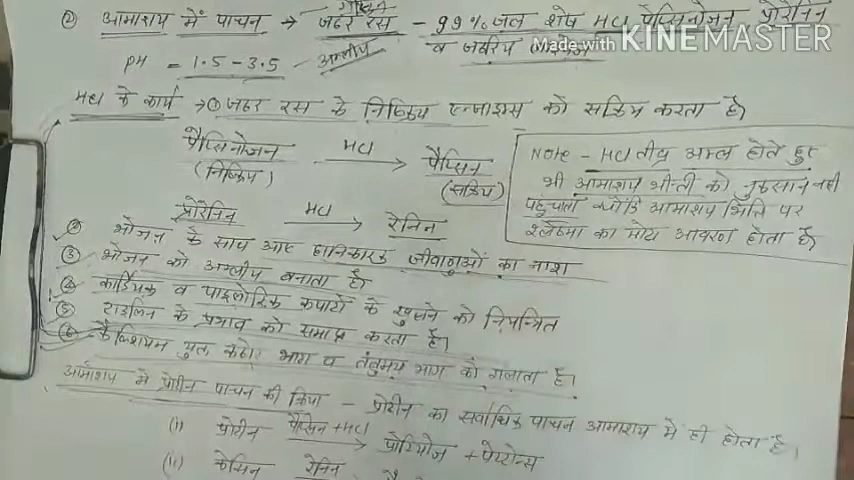 ② आमाशय में पाचन → जठर रस - 99% जल शेष HCl पेप्सिनोजन प्रोरेनिन
व जठरीय
Made with KINEMASTER
PH = 1.5 - 3.5 - अम्लीय
HCl के कार्य → ① जठर रस के निष्क्रिय एन्जाइम्स को सक्रिय करता है।
पैप्सिनोजन HCl → पैप्सिन
(निष्क्रिय) (सक्रिय)
प्रोरेनिन HCl → रेनिन
Note - HCl तीव्र अम्ल होते हुए
भी आमाशय भीत्ती को नुकसान नही
पहुचाता क्योंकि आमाशय भित्ति पर
श्लेष्मा का मोटा आवरण होता है।
② भोजन के साथ आए हानिकारक जीवाणुओं का नाश
③ भोजन को अम्लीय बनाता है।
④ कार्डियक व पाइलोरिक कपाटो के खुलने को नियन्त्रित
⑤ टाइलिन के प्रभाव को समाप्त करता है।
⑥ कैल्शियम युक्त कठोर भाग व तंतुमय भाग को गलाता है।
आमाशय मे प्रोटीन पाचन की क्रिया - प्रोटीन का सर्वाधिक पाचन आमाशय मे ही होता है।
(i) प्रोटीन पैप्सिन + HCl → प्रोटियोज + पेप्टोन्स
(ii) केसिन रेनिन